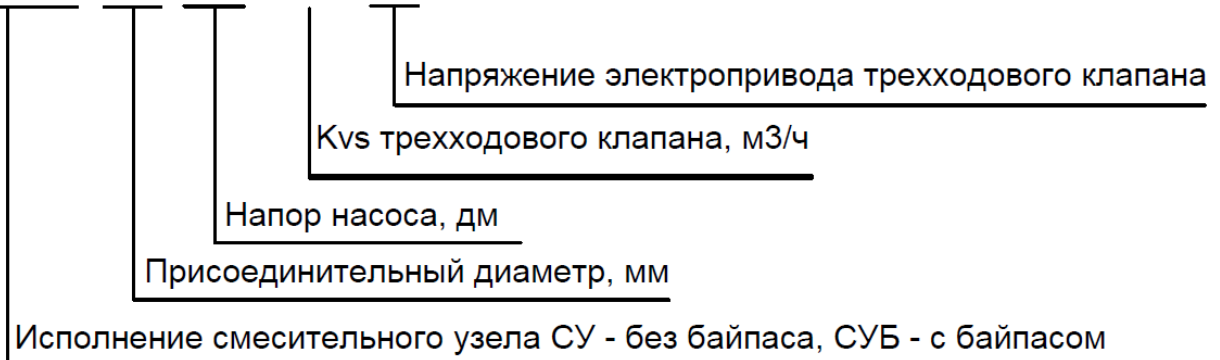 Напряжение электропривода трехходового клапана
Kvs трехходового клапана, м3/ч
Напор насоса, дм
Присоединительный диаметр, мм
Исполнение смесительного узла СУ - без байпаса, СУБ - с байпасом